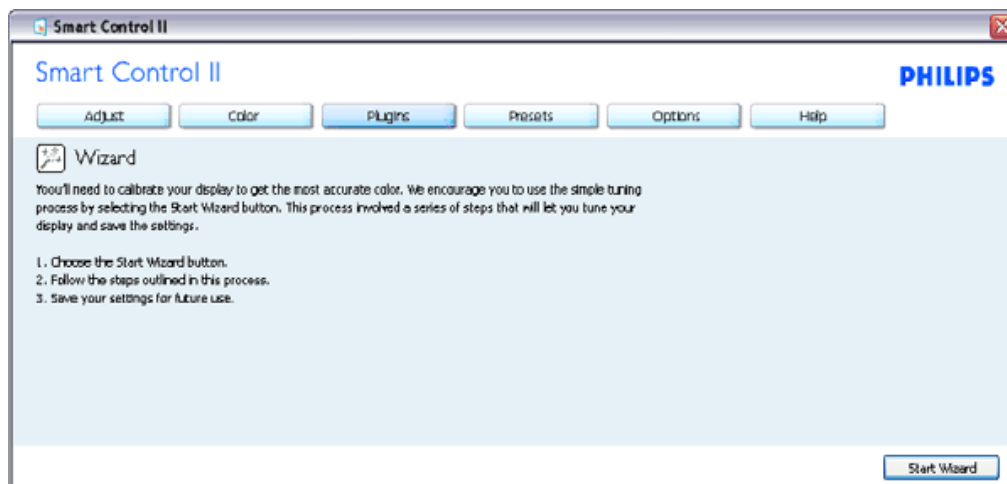 Smart Control II
Smart Control II
PHILIPS
Adjust Color Plugins Presets Options Help
Wizard
Yoou'll need to calibrate your display to get the most accurate color. We encourage you to use the simple tuning
process by selecting the Start Wizard button. This process involved a series of steps that will let you tune your
display and save the settings.
1. Choose the Start Wizard button.
2. Follow the steps outlined in this process.
3. Save your settings for future use.
Start Wizard